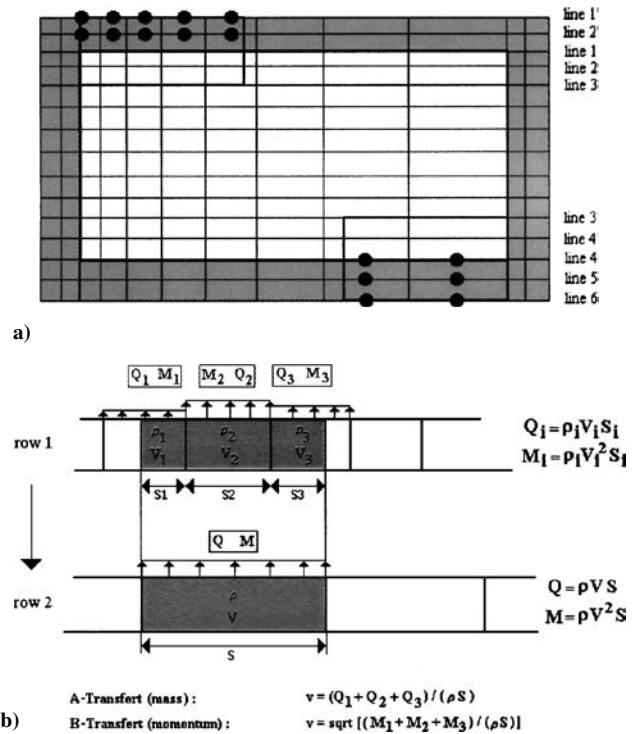 line 1'
line 2'
line 1
line 2
line 3
line 3
line 4
line 4
line 5
line 6
a)
Q₁ M₁
M₂ Q₂
Q₃ M₃
row 1
ρ₁
V₁
ρ₂
V₂
ρ₃
V₃
Qᵢ=ρᵢVᵢSᵢ
Mᵢ=ρᵢVᵢ²Sᵢ
S1
S2
S3
Q M
row 2
ρ
V
Q=ρVS
M=ρV²S
S
A-Transfert (mass) : v = (Q₁+Q₂+Q₃)/(ρS)
b)
B-Transfert (momentum) : v = sqrt [(M₁+M₂+M₃)/(ρS)]